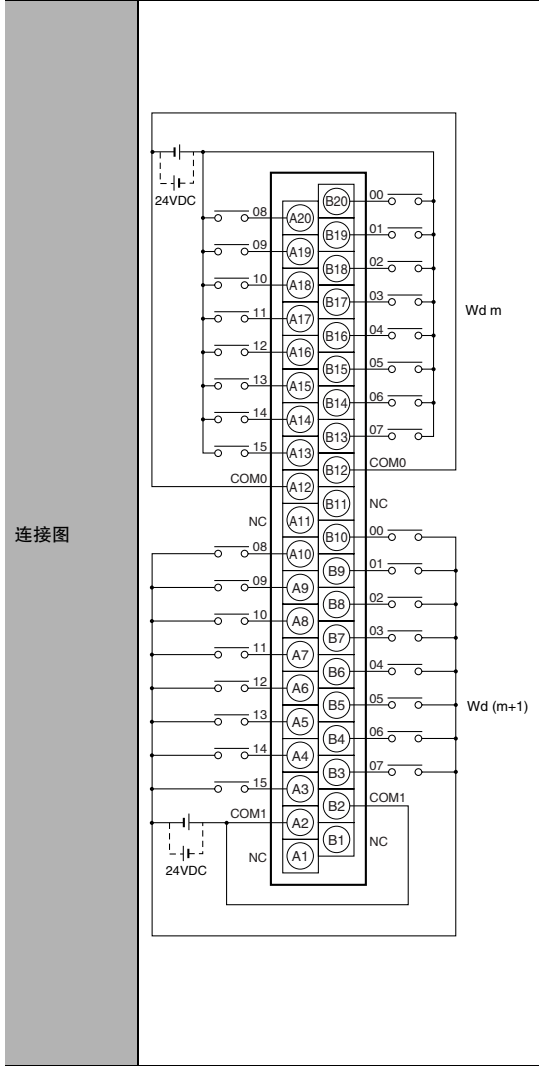 连接图
24VDC
B20 00
08 A20
B19 01
09 A19
B18 02
10 A18
B17 03
Wd m
11 A17
B16 04
12 A16
B15 05
13 A15
B14 06
14 A14
B13 07
15 A13
B12 COM0
COM0 A12
B11 NC
NC A11
B10 00
08 A10
B9 01
09 A9
B8 02
10 A8
B7 03
11 A7
B6 04
12 A6
B5 05
Wd (m+1)
13 A5
B4 06
14 A4
B3 07
15 A3
B2 COM1
COM1 A2
B1 NC
NC A1
24VDC